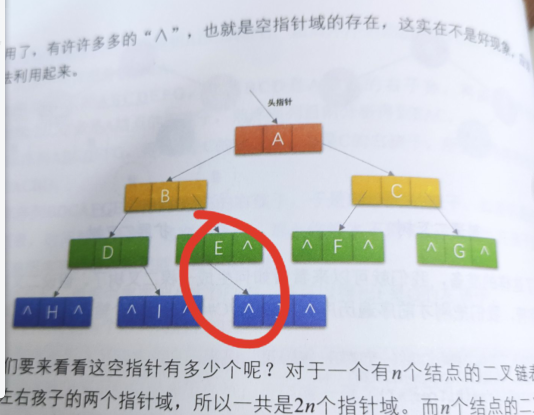 用了，有许许多多的“∧”，也就是空指针域的存在，这实在不是好现象，
法利用起来。
头指针
A
B C
D E ∧ ∧ F ∧ ∧ G ∧
∧ H ∧ ∧ I ∧ ∧ J ∧
们要来看看这空指针有多少个呢？对于一个有n个结点的二叉链
左右孩子的两个指针域，所以一共是2n个指针域。而n个结点的二